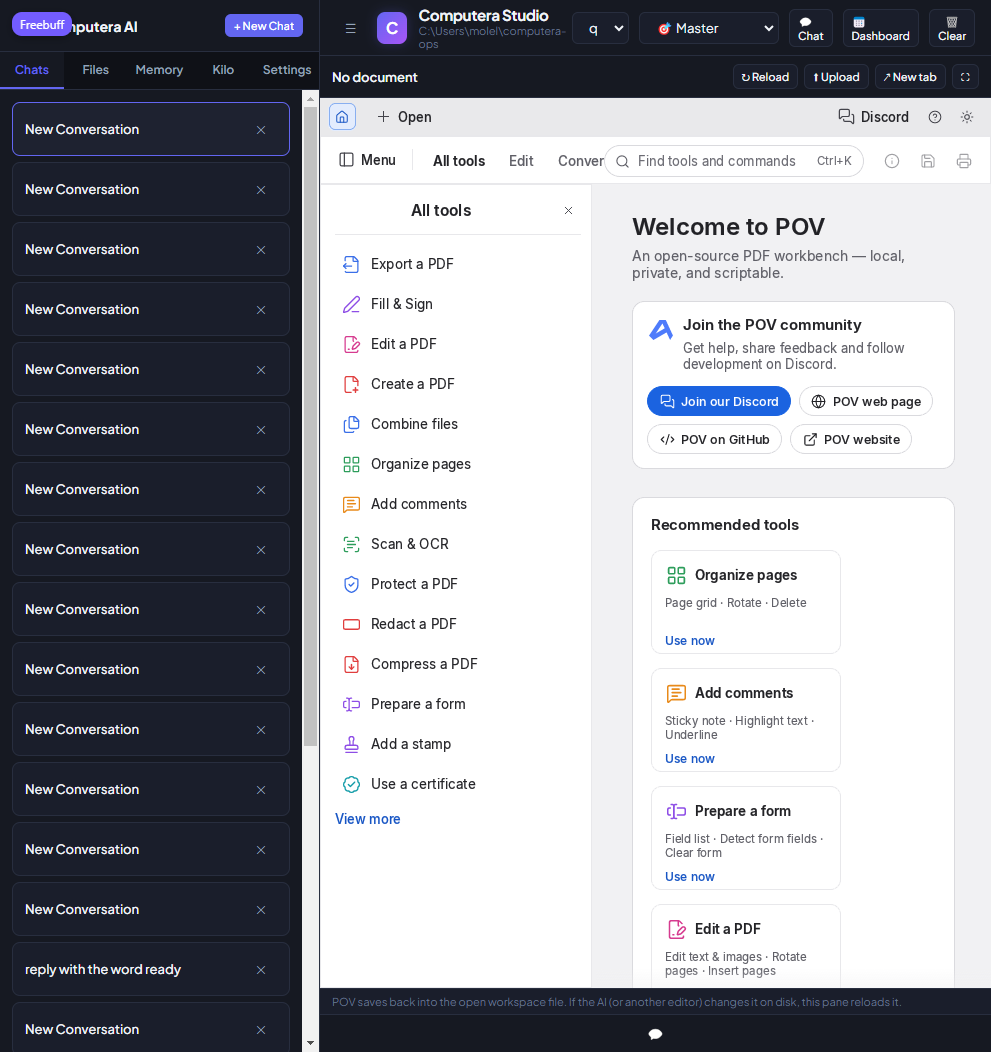 Freebuff
mputera AI
+ New Chat
Chats
Files
Memory
Kilo
Settings
New Conversation
New Conversation
New Conversation
New Conversation
New Conversation
New Conversation
New Conversation
New Conversation
New Conversation
New Conversation
New Conversation
New Conversation
New Conversation
New Conversation
reply with the word ready
New Conversation
C
Computera Studio
C:\Users\molel\computera-
ops
q
Master
Chat
Dashboard
Clear
No document
Reload
Upload
New tab
Open
Discord
Menu
All tools
Edit
Conver
Find tools and commands
Ctrl+K
All tools
Export a PDF
Fill & Sign
Edit a PDF
Create a PDF
Combine files
Organize pages
Add comments
Scan & OCR
Protect a PDF
Redact a PDF
Compress a PDF
Prepare a form
Add a stamp
Use a certificate
View more
Welcome to POV
An open-source PDF workbench — local,
private, and scriptable.
Join the POV community
Get help, share feedback and follow
development on Discord.
Join our Discord
POV web page
POV on GitHub
POV website
Recommended tools
Organize pages
Page grid · Rotate · Delete
Use now
Add comments
Sticky note · Highlight text ·
Underline
Use now
Prepare a form
Field list · Detect form fields ·
Clear form
Use now
Edit a PDF
Edit text & images · Rotate
pages · Insert pages
POV saves back into the open workspace file. If the AI (or another editor) changes it on disk, this pane reloads it.